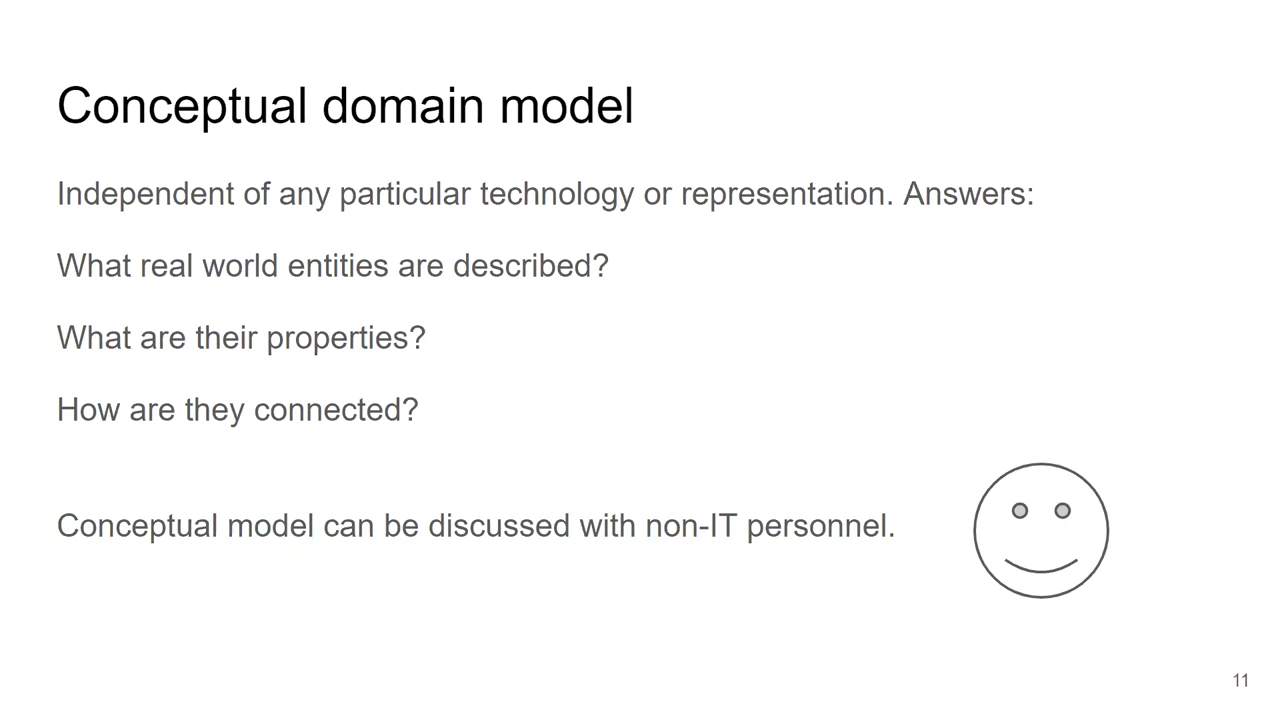 Conceptual domain model
Independent of any particular technology or representation. Answers:
What real world entities are described?
What are their properties?
How are they connected?
Conceptual model can be discussed with non-IT personnel.
11